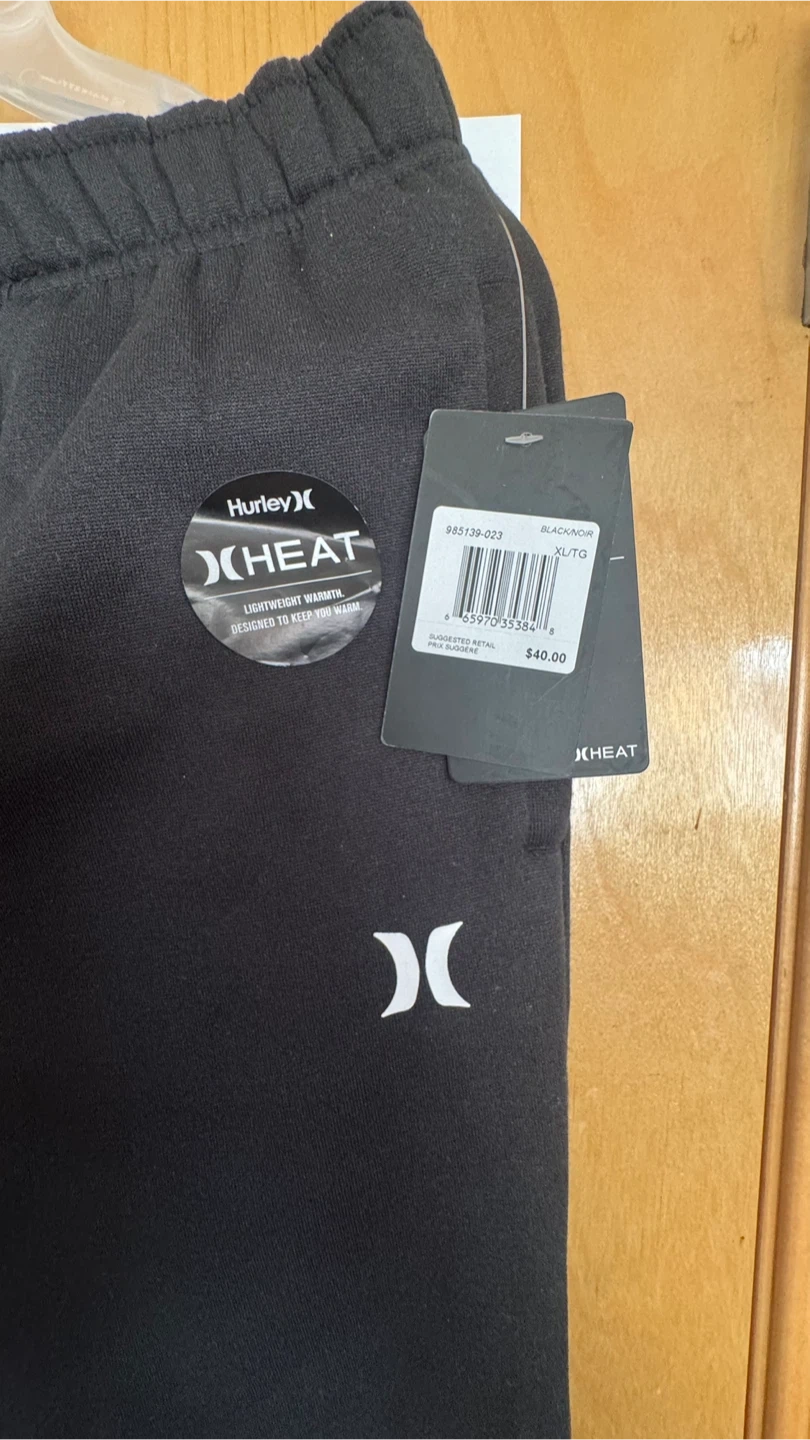 Hurley
HEAT
LIGHTWEIGHT WARMTH.
DESIGNED TO KEEP YOU WARM.
985139-023
BLACK/NOIR
XL/TG
6 65970 35384 8
SUGGESTED RETAIL
PRIX SUGGÉRÉ
$40.00
HEAT